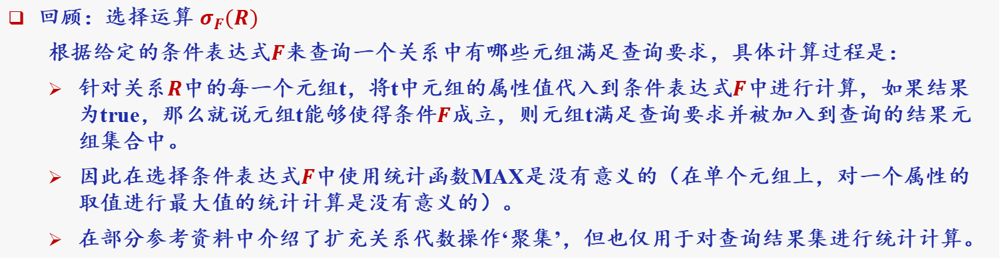 ❑ 回顾：选择运算 σF(R)
根据给定的条件表达式F来查询一个关系中有哪些元组满足查询要求，具体计算过程是：
➢ 针对关系R中的每一个元组t，将t中元组的属性值代入到条件表达式F中进行计算，如果结果
为true，那么就说元组t能够使得条件F成立，则元组t满足查询要求并被加入到查询的结果元
组集合中。
➢ 因此在选择条件表达式F中使用统计函数MAX是没有意义的（在单个元组上，对一个属性的
取值进行最大值的统计计算是没有意义的）。
➢ 在部分参考资料中介绍了扩充关系代数操作‘聚集’，但也仅用于对查询结果集进行统计计算。